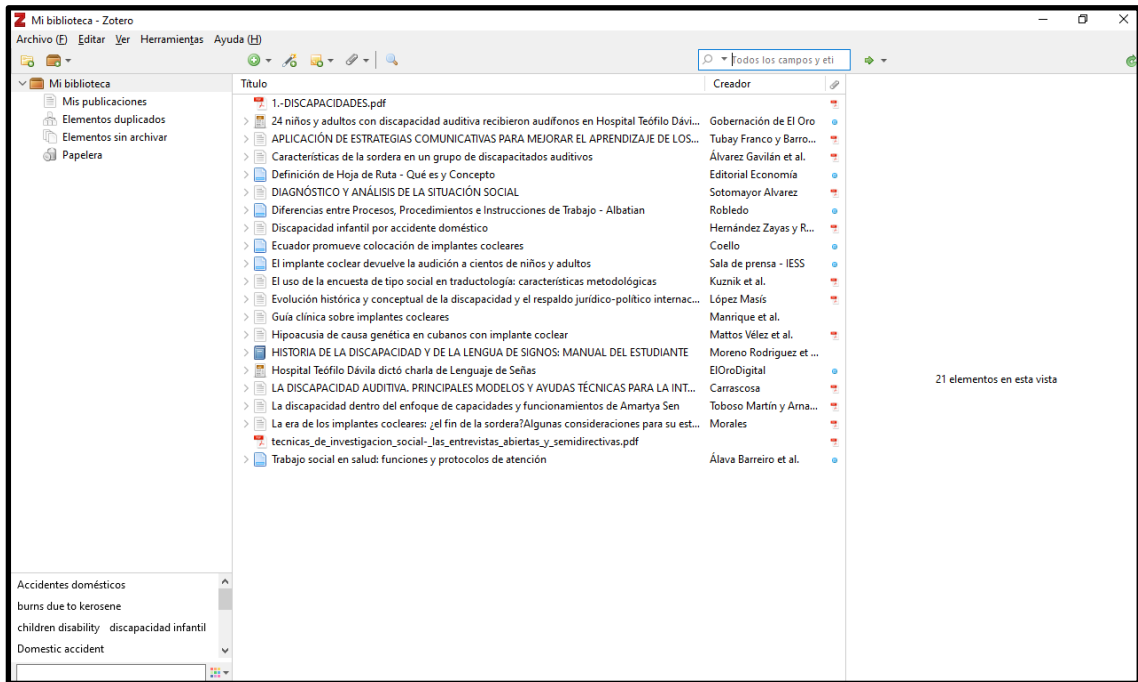 Mi biblioteca - Zotero
Archivo (F) Editar Ver Herramientas Ayuda (H)
Todos los campos y eti
Mi biblioteca
Mis publicaciones
Elementos duplicados
Elementos sin archivar
Papelera
Título Creador
1.-DISCAPACIDADES.pdf
24 niños y adultos con discapacidad auditiva recibieron audífonos en Hospital Teófilo Dávi... Gobernación de El Oro
APLICACIÓN DE ESTRATEGIAS COMUNICATIVAS PARA MEJORAR EL APRENDIZAJE DE LOS... Tubay Franco y Barro...
Características de la sordera en un grupo de discapacitados auditivos Álvarez Gavilán et al.
Definición de Hoja de Ruta - Qué es y Concepto Editorial Economía
DIAGNÓSTICO Y ANÁLISIS DE LA SITUACIÓN SOCIAL Sotomayor Alvarez
Diferencias entre Procesos, Procedimientos e Instrucciones de Trabajo - Albatian Robledo
Discapacidad infantil por accidente doméstico Hernández Zayas y R...
Ecuador promueve colocación de implantes cocleares Coello
El implante coclear devuelve la audición a cientos de niños y adultos Sala de prensa - IESS
El uso de la encuesta de tipo social en traductología: características metodológicas Kuznik et al.
Evolución histórica y conceptual de la discapacidad y el respaldo jurídico-político internac... López Masís
Guía clínica sobre implantes cocleares Manrique et al.
Hipoacusia de causa genética en cubanos con implante coclear Mattos Vélez et al.
HISTORIA DE LA DISCAPACIDAD Y DE LA LENGUA DE SIGNOS: MANUAL DEL ESTUDIANTE Moreno Rodriguez et ...
Hospital Teófilo Dávila dictó charla de Lenguaje de Señas ElOroDigital
LA DISCAPACIDAD AUDITIVA. PRINCIPALES MODELOS Y AYUDAS TÉCNICAS PARA LA INT... Carrascosa
La discapacidad dentro del enfoque de capacidades y funcionamientos de Amartya Sen Toboso Martín y Arna...
La era de los implantes cocleares: ¿el fin de la sordera?Algunas consideraciones para su est... Morales
tecnicas_de_investigacion_social-_las_entrevistas_abiertas_y_semidirectivas.pdf
Trabajo social en salud: funciones y protocolos de atención Álava Barreiro et al.
21 elementos en esta vista
Accidentes domésticos
burns due to kerosene
children disability discapacidad infantil
Domestic accident